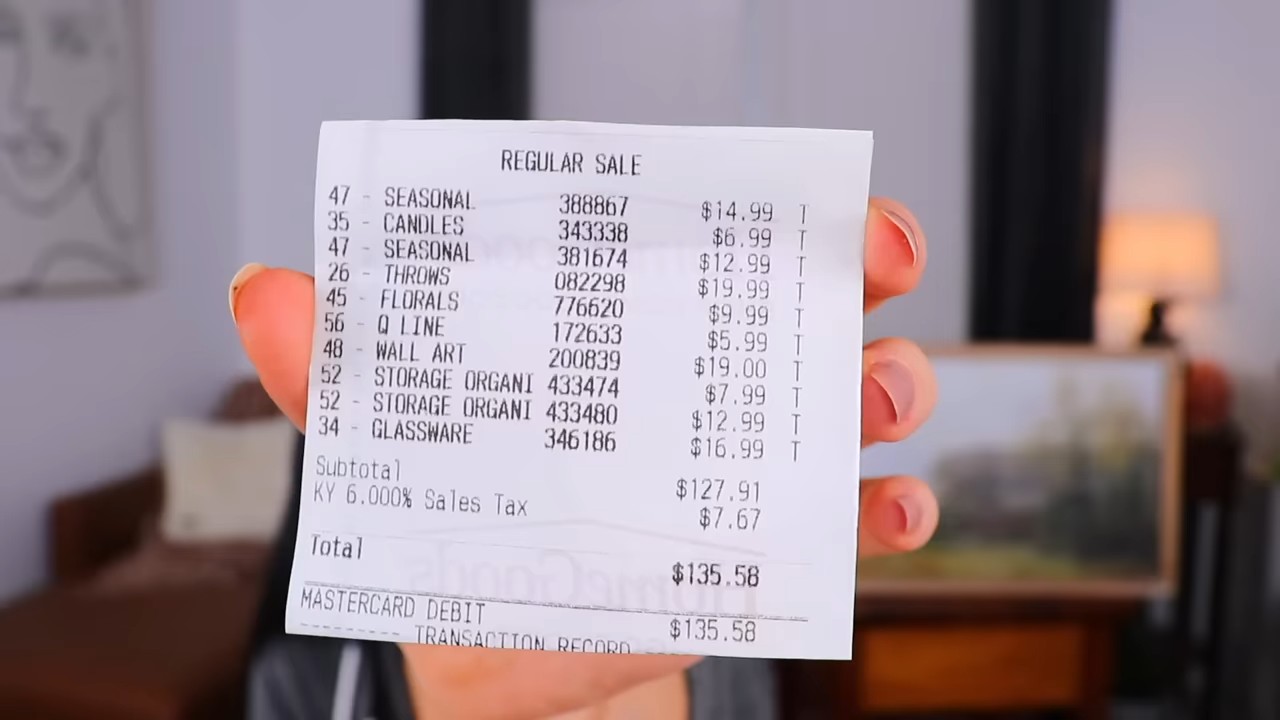 REGULAR SALE
47 - SEASONAL 388867 $14.99 T
35 - CANDLES 343338 $6.99 T
47 - SEASONAL 381674 $12.99 T
26 - THROWS 082298 $19.99 T
45 - FLORALS 776620 $9.99 T
56 - Q LINE 172633 $5.99 T
48 - WALL ART 200839 $19.00 T
52 - STORAGE ORGANI 433474 $7.99 T
52 - STORAGE ORGANI 433480 $12.99 T
34 - GLASSWARE 346186 $16.99 T
Subtotal $127.91
KY 6.000% Sales Tax $7.67
Total $135.58
MASTERCARD DEBIT $135.58
--------- TRANSACTION RECORD ---
HomeGoods